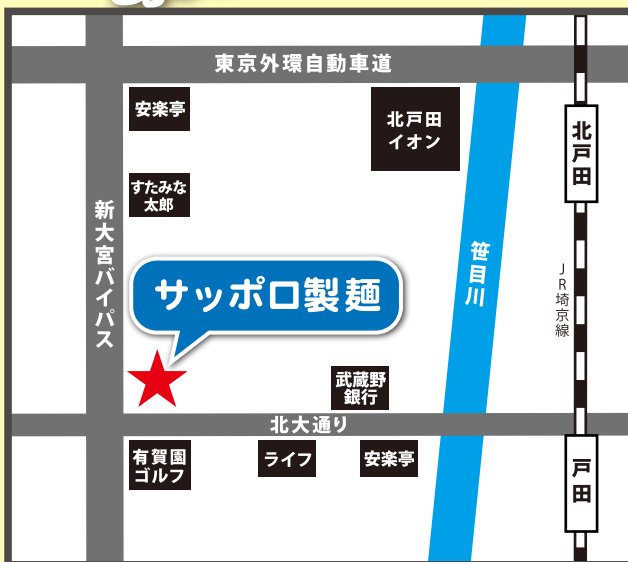 東京外環自動車道
安楽亭
北戸田
イオン
北戸田
すたみな
太郎
新大宮バイパス
笹目川
JR埼京線
サッポロ製麺
武蔵野
銀行
北大通り
有賀園
ゴルフ
ライフ
安楽亭
戸田